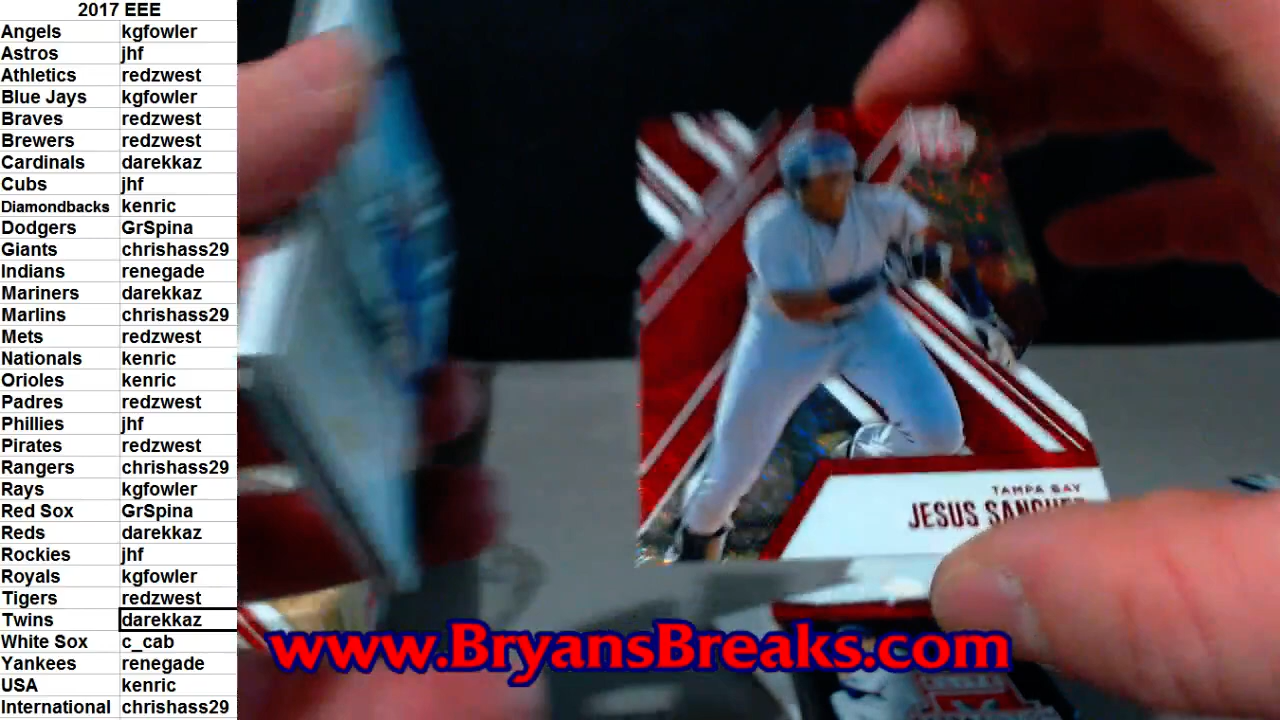 2017 EEE
Angels kgfowler
Astros jhf
Athletics redzwest
Blue Jays kgfowler
Braves redzwest
Brewers redzwest
Cardinals darekkaz
Cubs jhf
Diamondbacks kenric
Dodgers GrSpina
Giants chrishass29
Indians renegade
Mariners darekkaz
Marlins chrishass29
Mets redzwest
Nationals kenric
Orioles kenric
Padres redzwest
Phillies jhf
Pirates redzwest
Rangers chrishass29
Rays kgfowler
Red Sox GrSpina
Reds darekkaz
Rockies jhf
Royals kgfowler
Tigers redzwest
Twins darekkaz
White Sox c_cab
Yankees renegade
USA kenric
International chrishass29
TAMPA BAY
JESUS
www.BryansBreaks.com